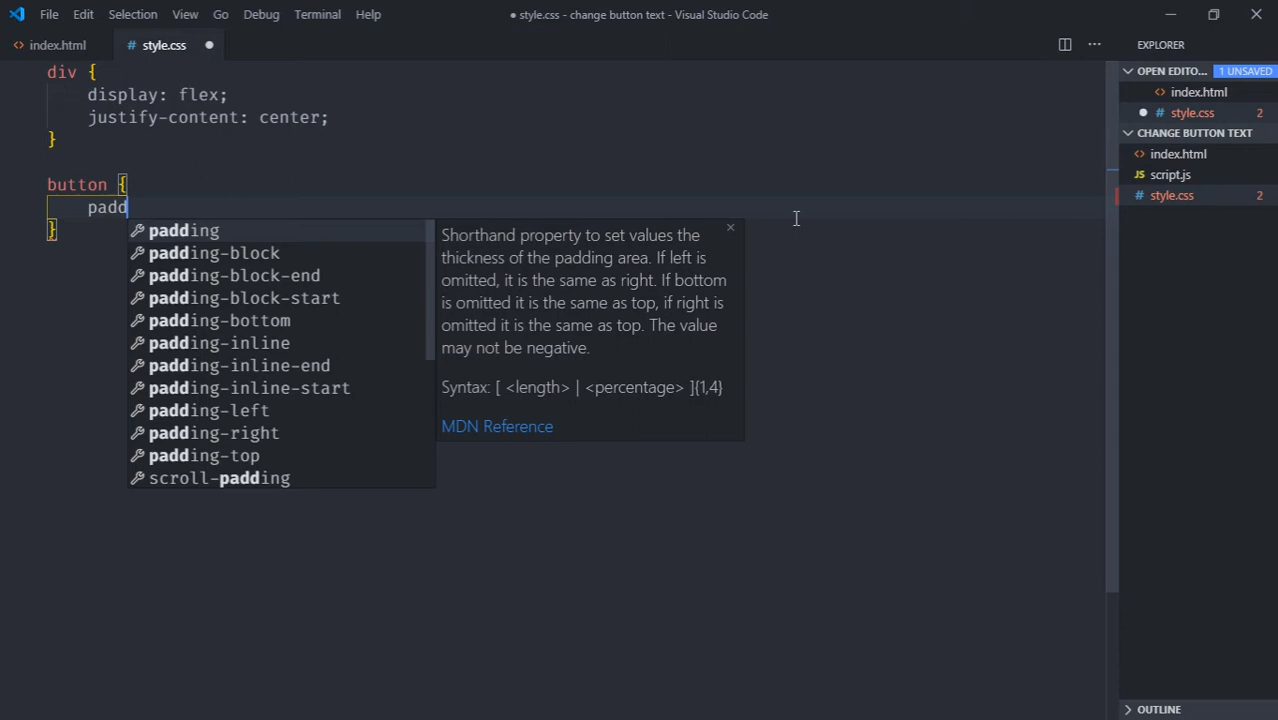 File Edit Selection View Go Debug Terminal Help ● style.css - change button text - Visual Studio Code
index.html # style.css ● EXPLORER
div {
display: flex;
justify-content: center;
}
button {
padd
}
padding
padding-block
padding-block-end
padding-block-start
padding-bottom
padding-inline
padding-inline-end
padding-inline-start
padding-left
padding-right
padding-top
scroll-padding
Shorthand property to set values the
thickness of the padding area. If left is
omitted, it is the same as right. If bottom
is omitted it is the same as top, if right is
omitted it is the same as top. The value
may not be negative.
Syntax: [ <length> | <percentage> ]{1,4}
MDN Reference
OPEN EDITO... 1 UNSAVED
index.html
● # style.css 2
CHANGE BUTTON TEXT
index.html
JS script.js
# style.css 2
OUTLINE